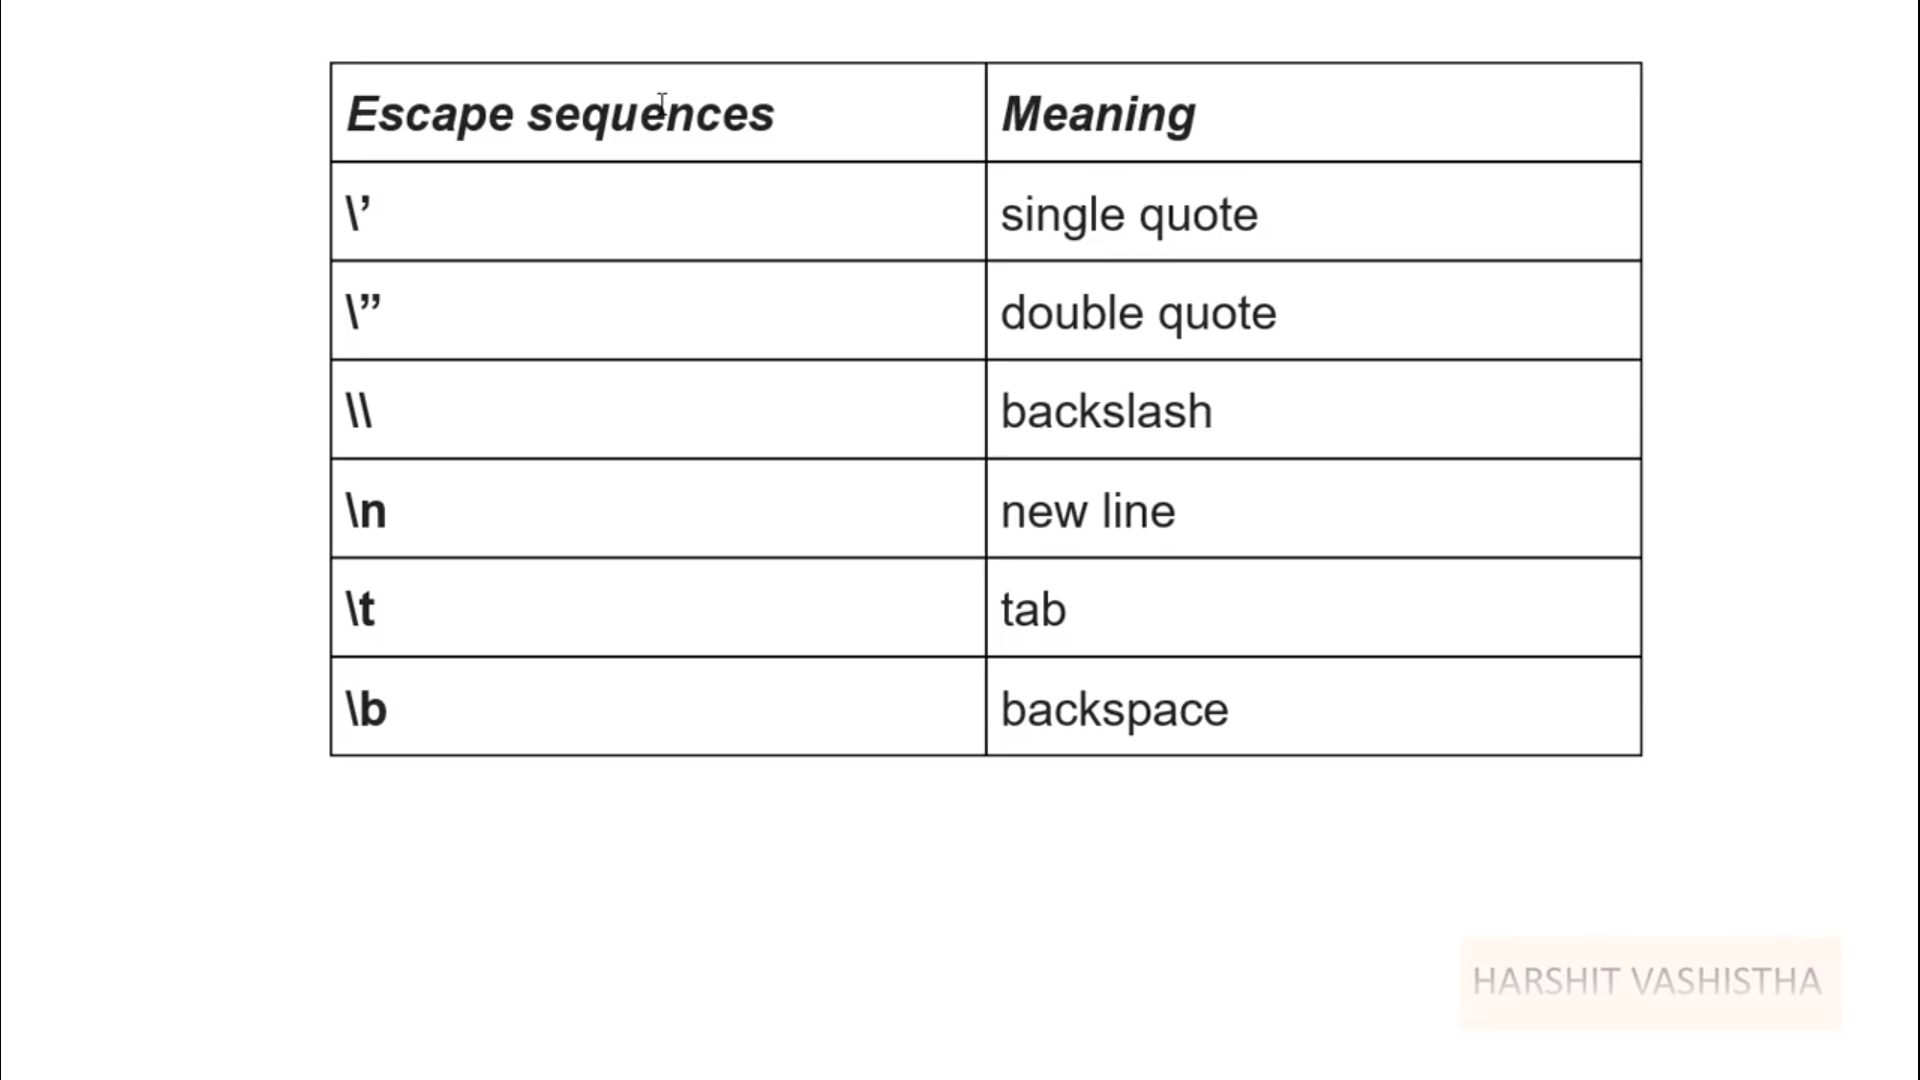 Escape sequences Meaning
\’ single quote
\” double quote
\\ backslash
\n new line
\t tab
\b backspace
HARSHIT VASHISTHA